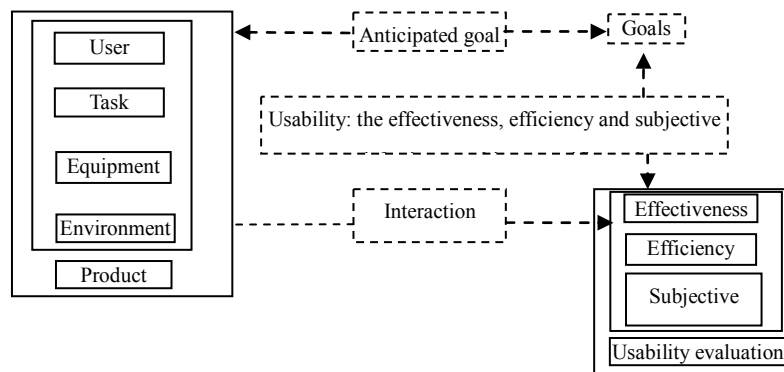 User
Task
Equipment
Environment
Product
Anticipated goal
Goals
Usability: the effectiveness, efficiency and subjective
Interaction
Effectiveness
Efficiency
Subjective
Usability evaluation